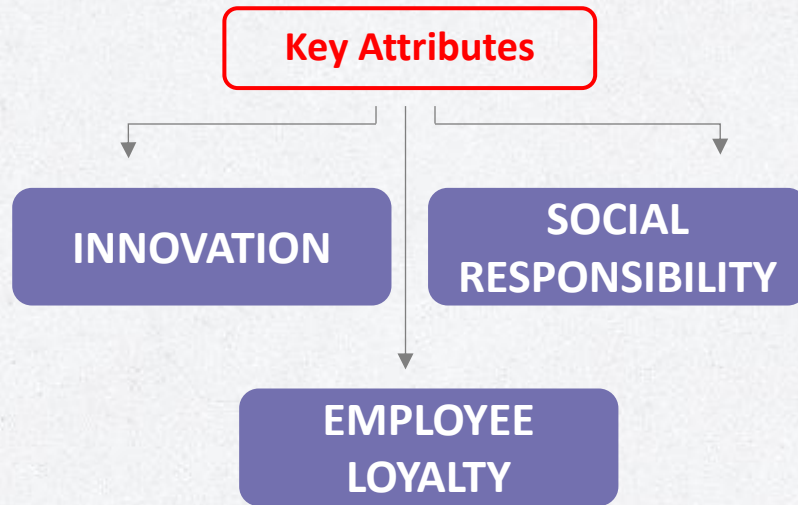 Key Attributes
INNOVATION
SOCIAL
RESPONSIBILITY
EMPLOYEE
LOYALTY